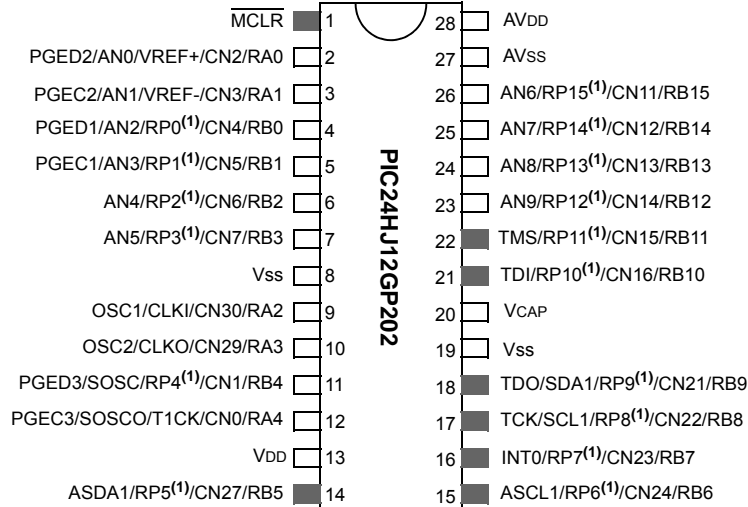 MCLR 1
PGED2/AN0/VREF+/CN2/RA0 2
PGEC2/AN1/VREF-/CN3/RA1 3
PGED1/AN2/RP0(1)/CN4/RB0 4
PGEC1/AN3/RP1(1)/CN5/RB1 5
AN4/RP2(1)/CN6/RB2 6
AN5/RP3(1)/CN7/RB3 7
Vss 8
OSC1/CLKI/CN30/RA2 9
OSC2/CLKO/CN29/RA3 10
PGED3/SOSC/RP4(1)/CN1/RB4 11
PGEC3/SOSCO/T1CK/CN0/RA4 12
VDD 13
ASDA1/RP5(1)/CN27/RB5 14
PIC24HJ12GP202
28 AVDD
27 AVSS
26 AN6/RP15(1)/CN11/RB15
25 AN7/RP14(1)/CN12/RB14
24 AN8/RP13(1)/CN13/RB13
23 AN9/RP12(1)/CN14/RB12
22 TMS/RP11(1)/CN15/RB11
21 TDI/RP10(1)/CN16/RB10
20 VCAP
19 Vss
18 TDO/SDA1/RP9(1)/CN21/RB9
17 TCK/SCL1/RP8(1)/CN22/RB8
16 INT0/RP7(1)/CN23/RB7
15 ASCL1/RP6(1)/CN24/RB6